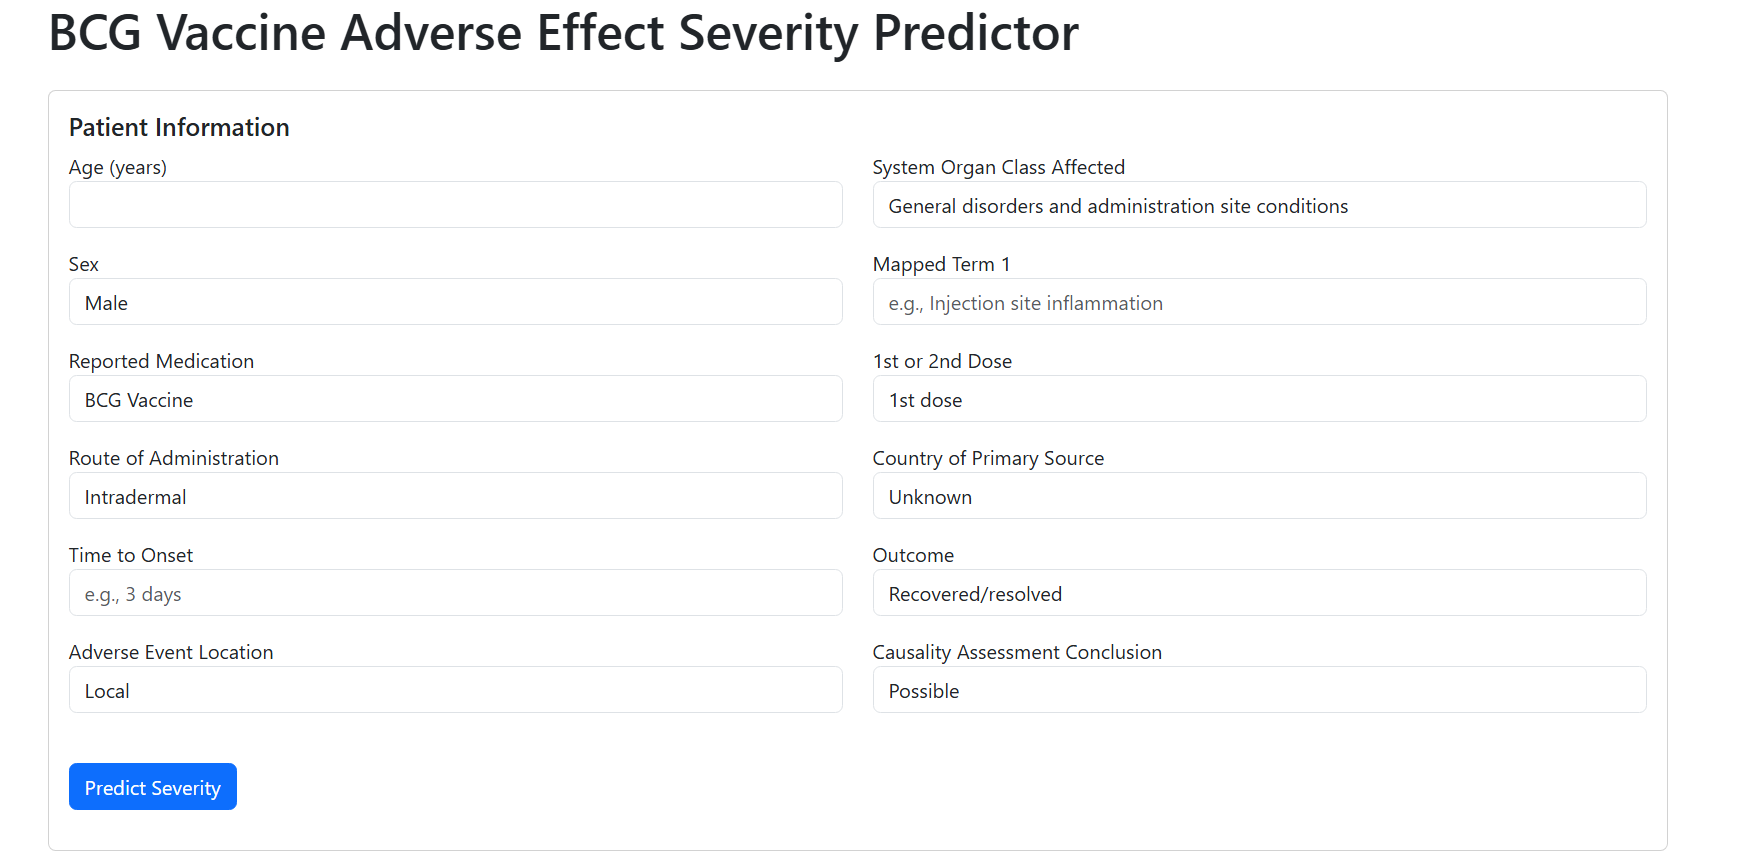 BCG Vaccine Adverse Effect Severity Predictor
Patient Information
Age (years)
System Organ Class Affected
General disorders and administration site conditions
Sex
Male
Mapped Term 1
e.g., Injection site inflammation
Reported Medication
BCG Vaccine
1st or 2nd Dose
1st dose
Route of Administration
Intradermal
Country of Primary Source
Unknown
Time to Onset
e.g., 3 days
Outcome
Recovered/resolved
Adverse Event Location
Local
Causality Assessment Conclusion
Possible
Predict Severity